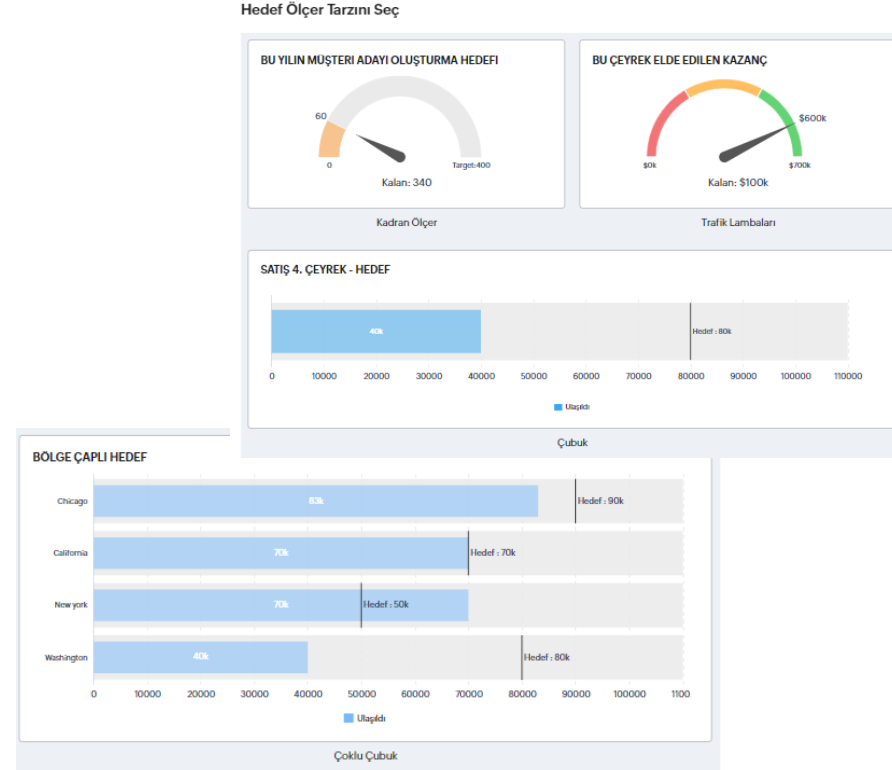 Hedef Ölçer Tarzını Seç
BU YILIN MÜŞTERI ADAYI OLUŞTURMA HEDEFI
60
0
Target:400
Kalan: 340
Kadran Ölçer
BU ÇEYREK ELDE EDILEN KAZANÇ
$600k
$0k
$700k
Kalan: $100k
Trafik Lambaları
SATIŞ 4. ÇEYREK - HEDEF
40k
Hedef : 80k
0 10000 20000 30000 40000 50000 60000 70000 80000 90000 100000 110000
Ulaşıldı
Çubuk
BÖLGE ÇAPLI HEDEF
Chicago 83k Hedef : 90k
California 70k Hedef : 70k
New york 70k Hedef : 50k
Washington 40k Hedef : 80k
0 10000 20000 30000 40000 50000 60000 70000 80000 90000 100000 1100
Ulaşıldı
Çoklu Çubuk